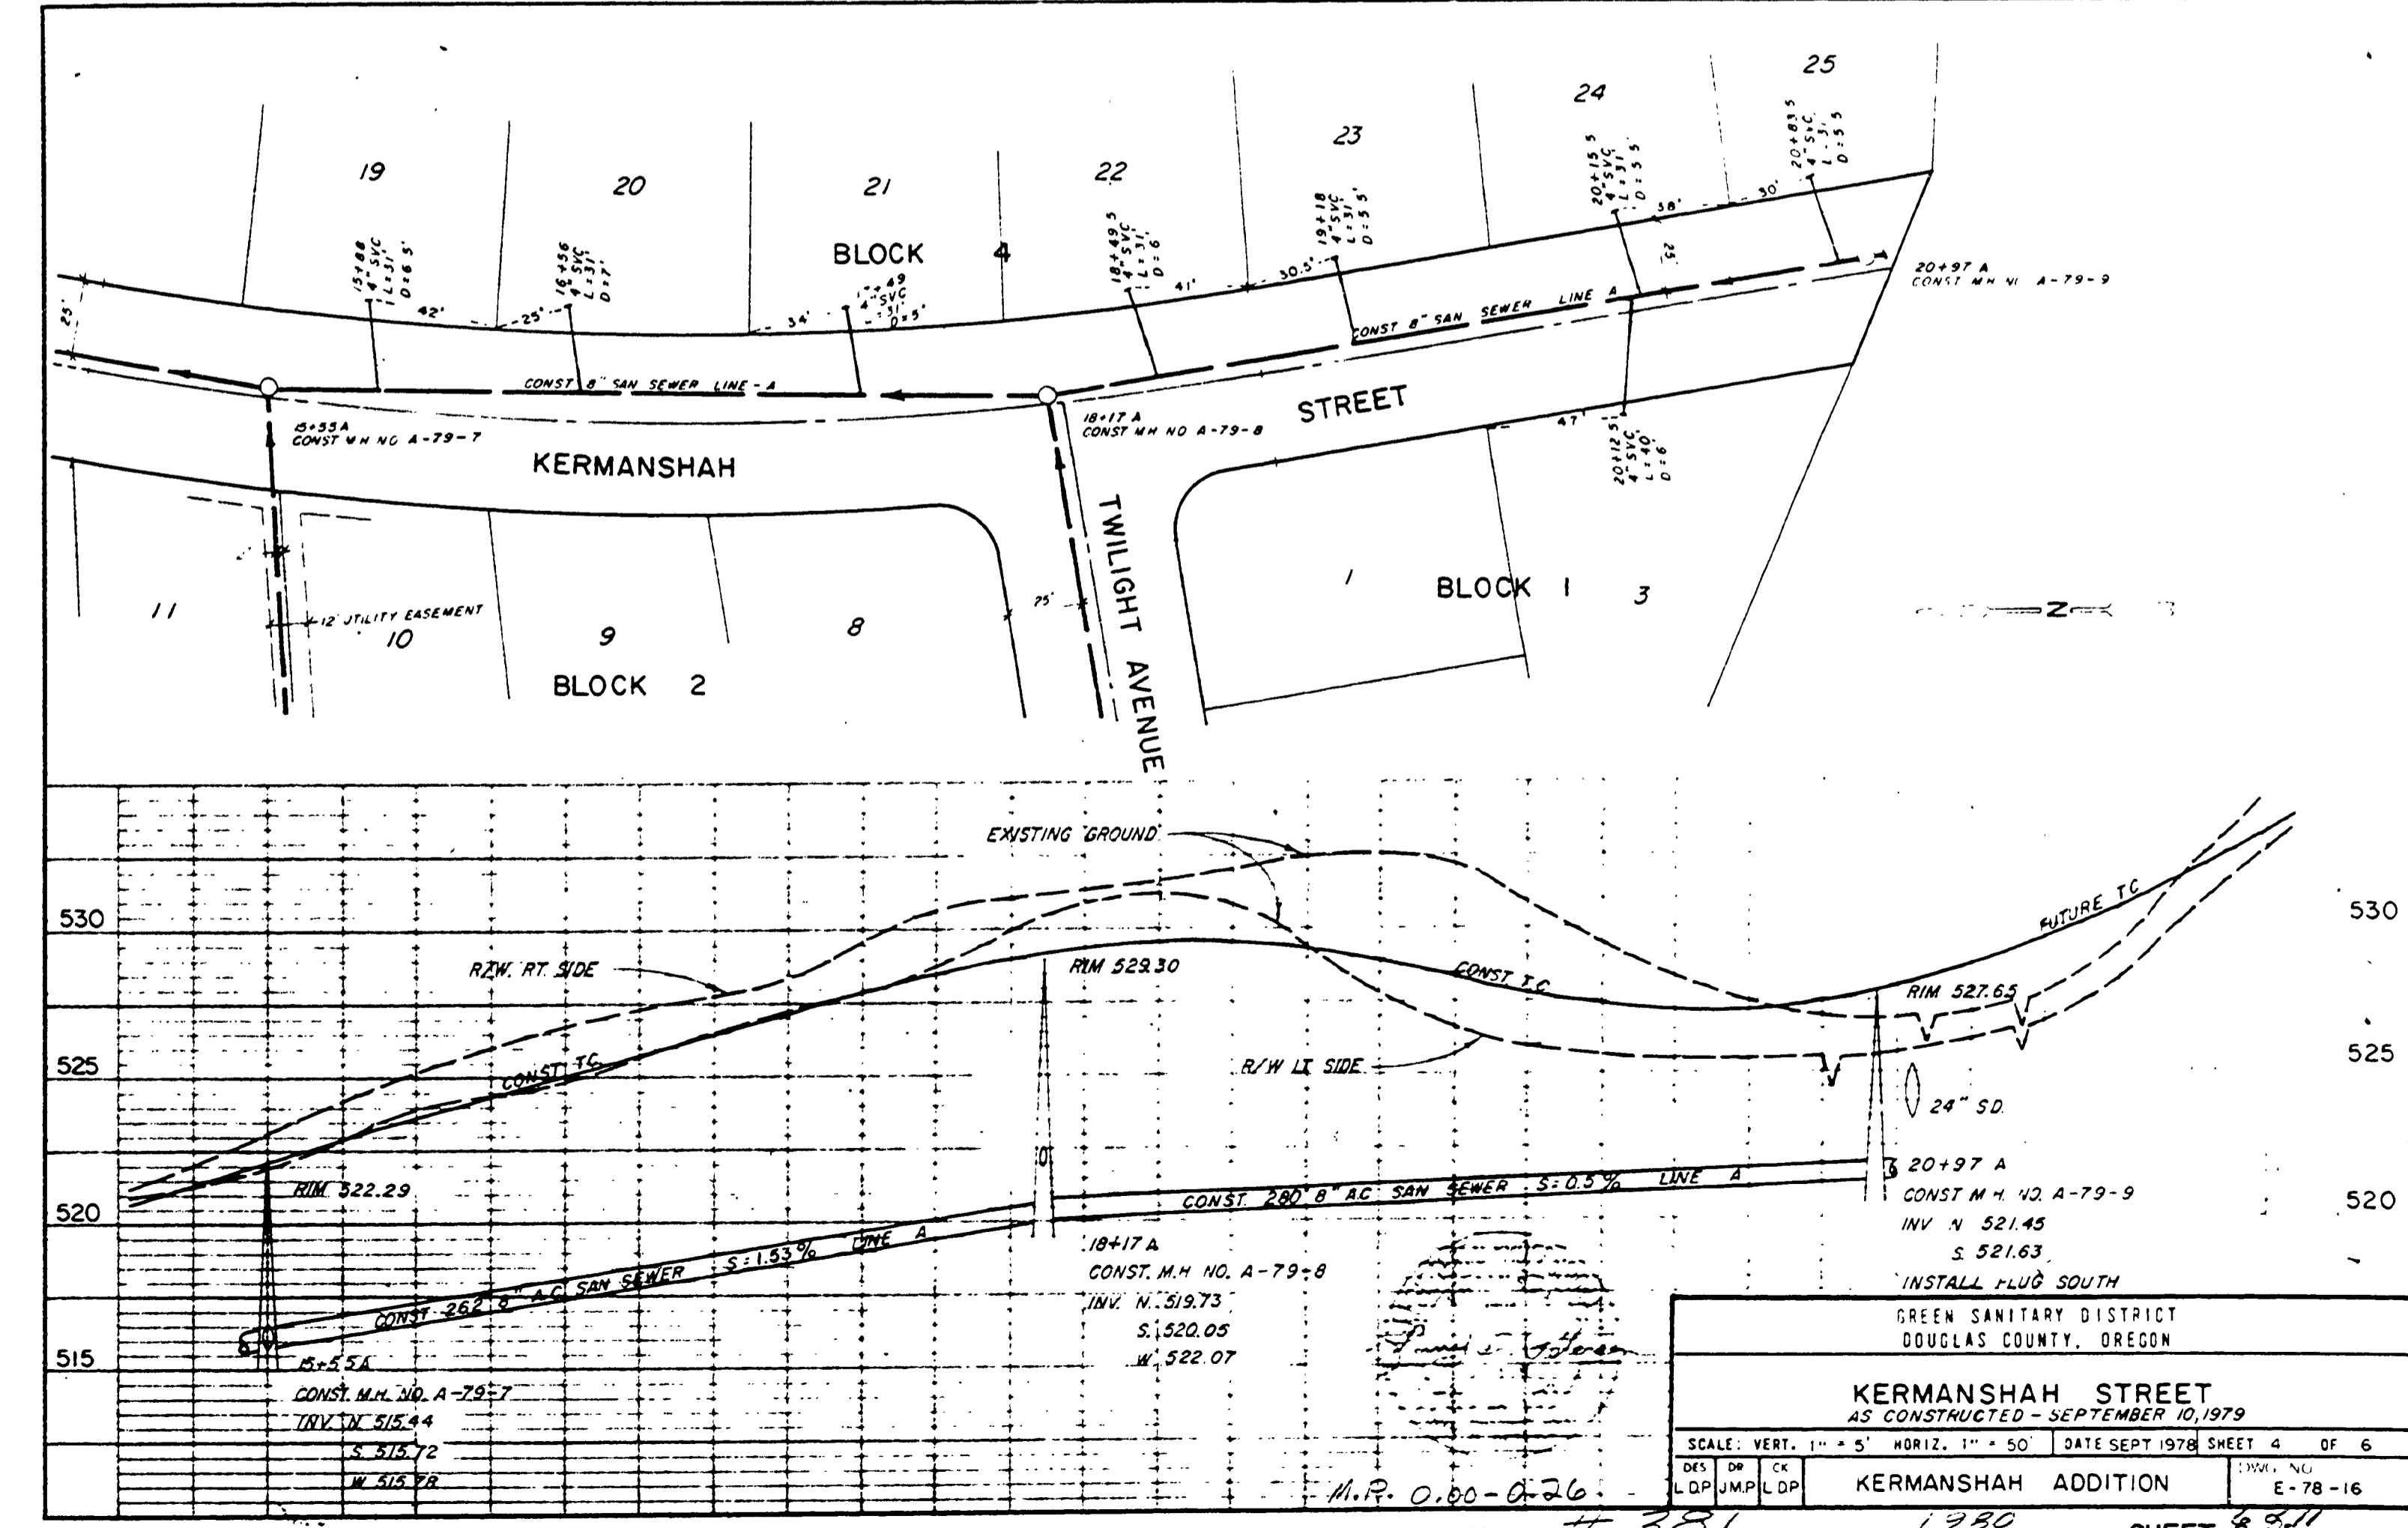 19
20
21
22
23
24
25
BLOCK 4
15+88
4" SVC
L=31'
D=6.5'
16+56
4" SVC
L=31'
D=7'
49
4" SVC
31'
D=5'
18+49.5
4" SVC
L=31'
D=6'
19+18
4" SVC
L=31'
D=5.5'
20+15.5
4" SVC
L=31'
D=5.5'
20+83.5
4" SVC
L=31
D=5.5
25'
42'
25'
34'
41'
30.5'
38'
30'
25'
CONST 8" SAN SEWER LINE A
20+97 A
CONST MH NO A-79-9
CONST 8" SAN SEWER LINE - A
15+55A
CONST MH NO A-79-7
18+17 A
CONST MH NO A-79-8
KERMANSHAH
STREET
47'
20+12.5
4" SVC
L=40'
D=6'
TWILIGHT AVENUE
25'
11
12' UTILITY EASEMENT
10
9
8
BLOCK 2
1
BLOCK 1
3
N
EXISTING GROUND
530
R/W. RT. SIDE
RIM 529.30
CONST TC
FUTURE TC
530
RIM 527.65
525
CONST TC
R/W LT SIDE
525
24" SD.
RIM 522.29
520
CONST. 280' 8" A.C. SAN SEWER S=0.5% LINE A
520
CONST 262' 8" A.C. SAN SEWER S=1.53% LINE A
20+97 A
CONST M.H. NO. A-79-9
INV N 521.45
S. 521.63
INSTALL PLUG SOUTH
18+17 A
CONST. M.H NO. A-79-8
INV. N. 519.73
S. 520.05
W. 522.07
515
15+55A
CONST. M.H. NO. A-79-7
INV. N 515.44
S 515.72
W 515.78
M.P. 0.00-0.26
GREEN SANITARY DISTRICT
DOUGLAS COUNTY, OREGON
KERMANSHAH STREET
AS CONSTRUCTED - SEPTEMBER 10, 1979
SCALE: VERT. 1" = 5' HORIZ. 1" = 50' DATE SEPT 1978 SHEET 4 OF 6
DES DR CK
L.D.P. J.M.P. L.D.P. KERMANSHAH ADDITION
DWG. NO.
E-78-16
# 381 1980 SHEET